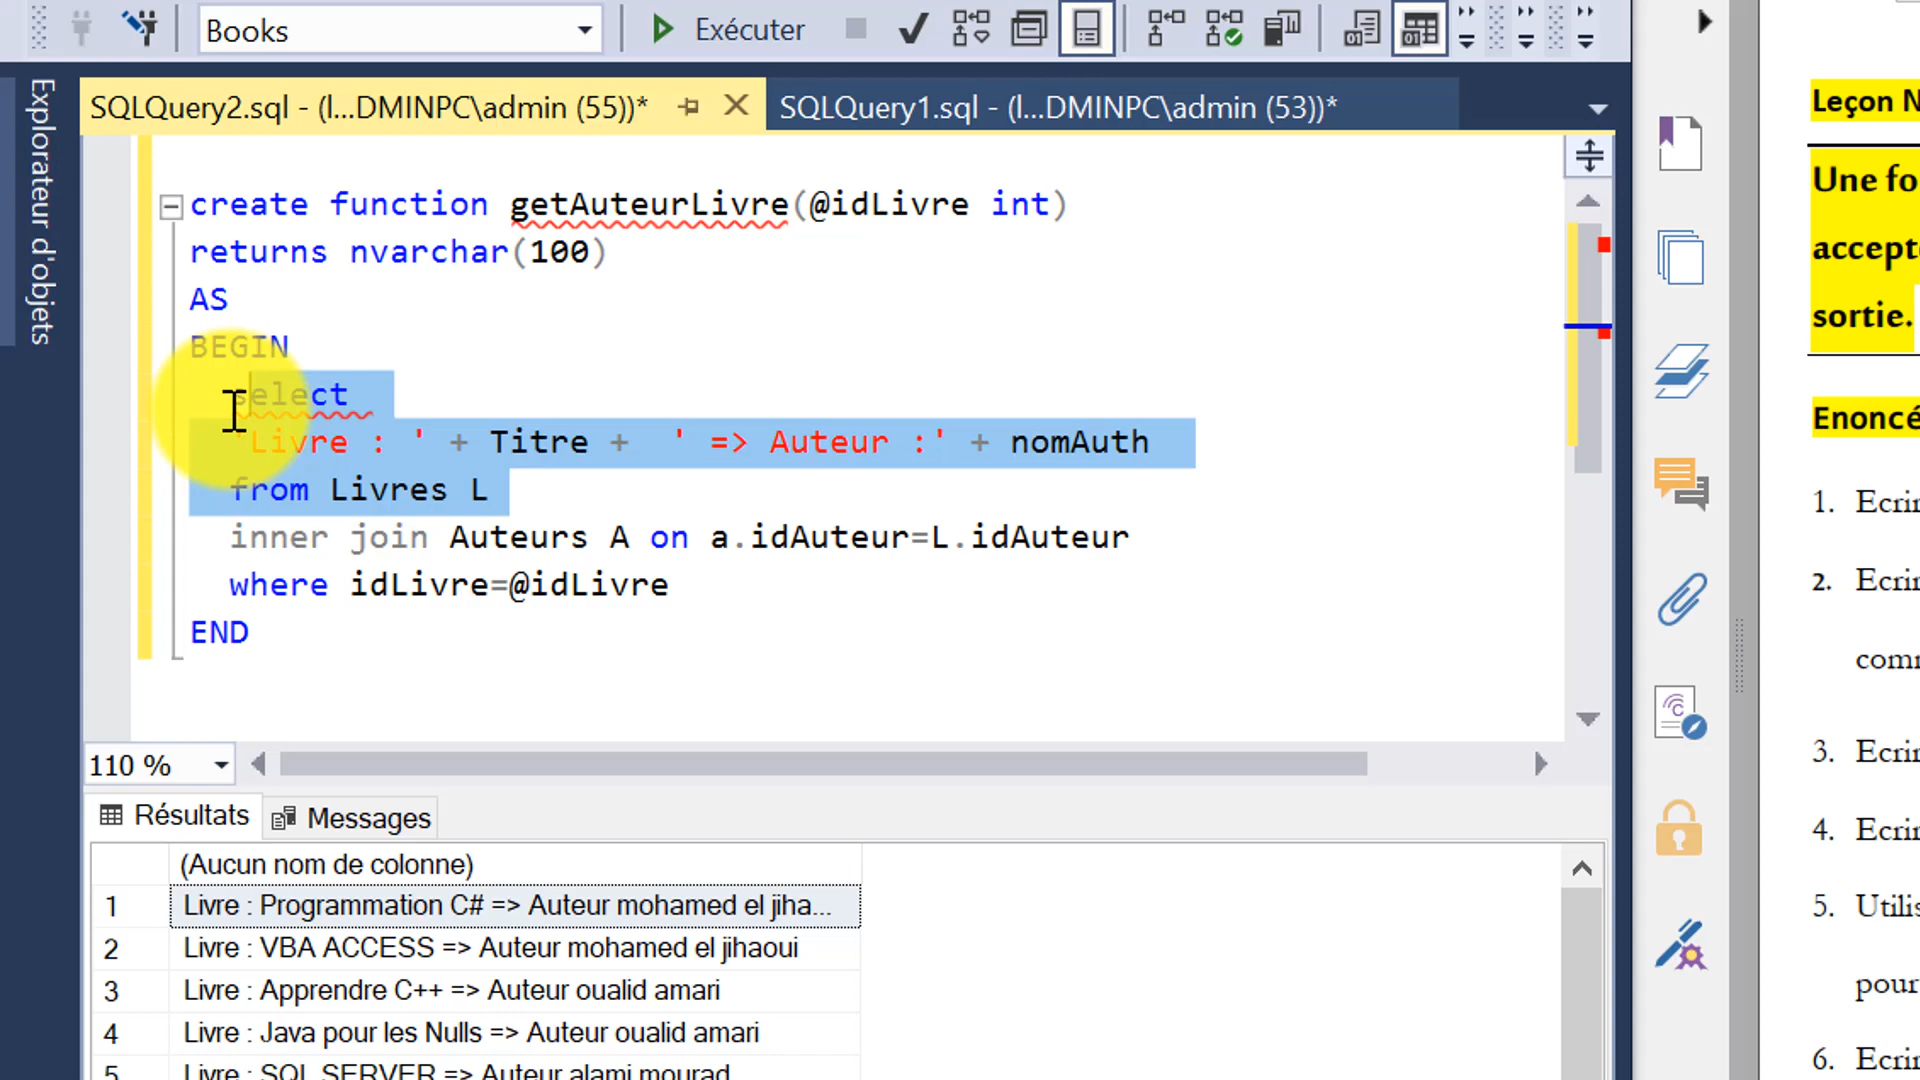 Books
Exécuter
Explorateur d'objets
SQLQuery2.sql - (l...DMINPC\admin (55))*
SQLQuery1.sql - (l...DMINPC\admin (53))*
create function getAuteurLivre(@idLivre int)
returns nvarchar(100)
AS
BEGIN
select
'Livre : ' + Titre +  ' => Auteur :' + nomAuth
from Livres L
inner join Auteurs A on a.idAuteur=L.idAuteur
where idLivre=@idLivre
END
110 %
Résultats
Messages
(Aucun nom de colonne)
1 Livre : Programmation C# => Auteur mohamed el jiha...
2 Livre : VBA ACCESS => Auteur mohamed el jihaoui
3 Livre : Apprendre C++ => Auteur oualid amari
4 Livre : Java pour les Nulls => Auteur oualid amari
5 Livre : SQL SERVER => Auteur alami mourad
Leçon N
Une fo
accept
sortie.
Enoncé
1. Ecrir
2. Ecrir
comm
3. Ecrir
4. Ecrir
5. Utilis
pour
6. Ecrir